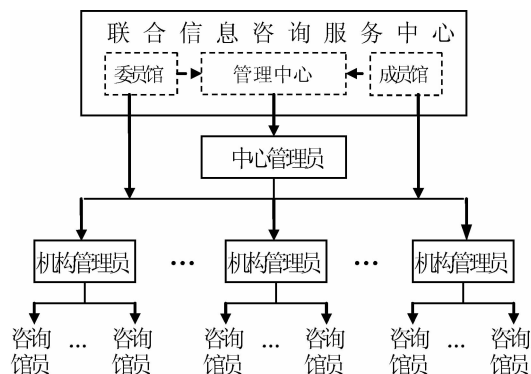 联合信息咨询服务中心
委员馆 管理中心 成员馆
中心管理员
机构管理员 … 机构管理员 … 机构管理员
咨询 咨询 咨询 咨询 咨询 咨询
馆员 … 馆员 馆员 … 馆员 馆员 … 馆员